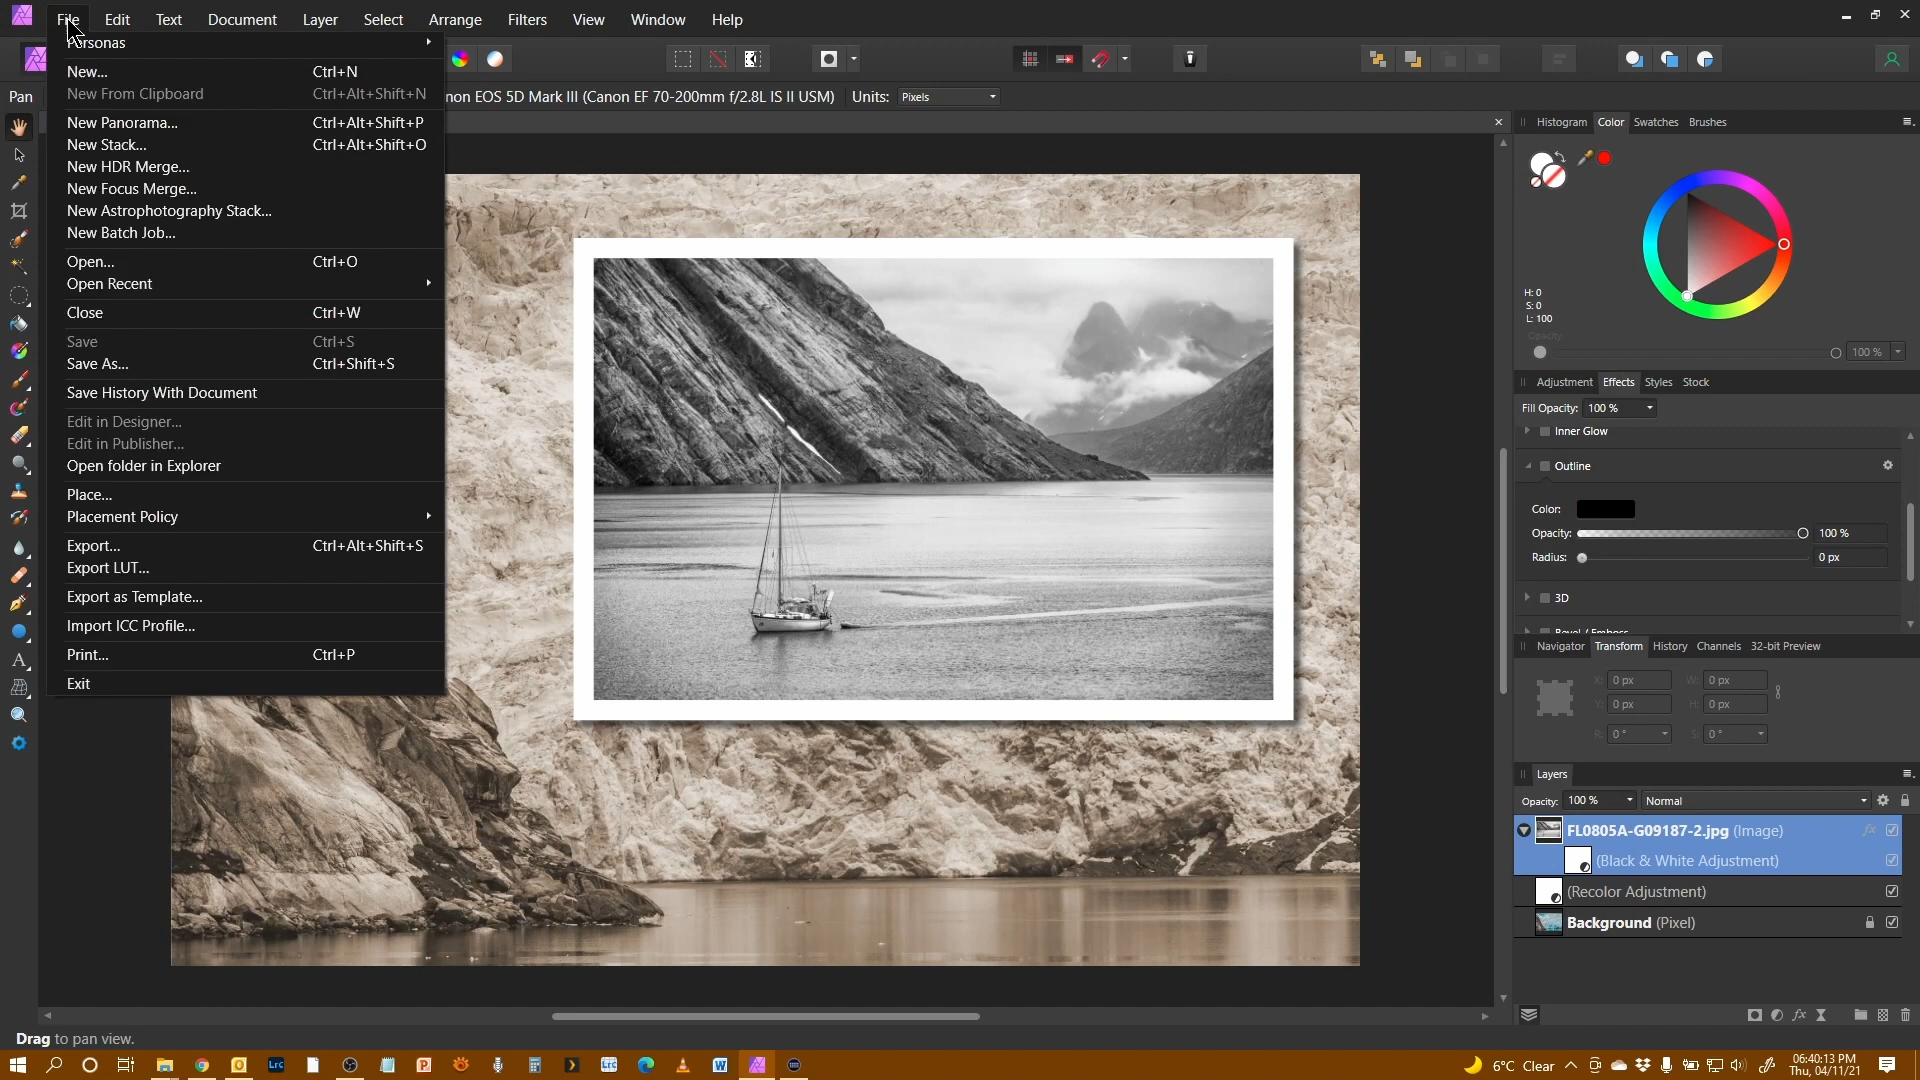 File Edit Text Document Layer Select Arrange Filters View Window Help
Personas
New... Ctrl+N
New From Clipboard Ctrl+Alt+Shift+N
New Panorama... Ctrl+Alt+Shift+P
New Stack... Ctrl+Alt+Shift+O
New HDR Merge...
New Focus Merge...
New Astrophotography Stack...
New Batch Job...
Open... Ctrl+O
Open Recent
Close Ctrl+W
Save Ctrl+S
Save As... Ctrl+Shift+S
Save History With Document
Edit in Designer...
Edit in Publisher...
Open folder in Explorer
Place...
Placement Policy
Export... Ctrl+Alt+Shift+S
Export LUT...
Export as Template...
Import ICC Profile...
Print... Ctrl+P
Exit
Pan
non EOS 5D Mark III (Canon EF 70-200mm f/2.8L IS II USM) Units: Pixels
Histogram Color Swatches Brushes
H: 0
S: 0
L: 100
Opacity
100 %
Adjustment Effects Styles Stock
Fill Opacity: 100 %
Inner Glow
Outline
Color:
Opacity: 100 %
Radius: 0 px
3D
Bevel / Emboss
Navigator Transform History Channels 32-bit Preview
X: 0 px W: 0 px
Y: 0 px H: 0 px
R: 0 ° S: 0 °
Layers
Opacity: 100 % Normal
FL0805A-G09187-2.jpg (Image)
(Black & White Adjustment)
(Recolor Adjustment)
Background (Pixel)
Drag to pan view.
6°C Clear
06:40:13 PM
Thu, 04/11/21